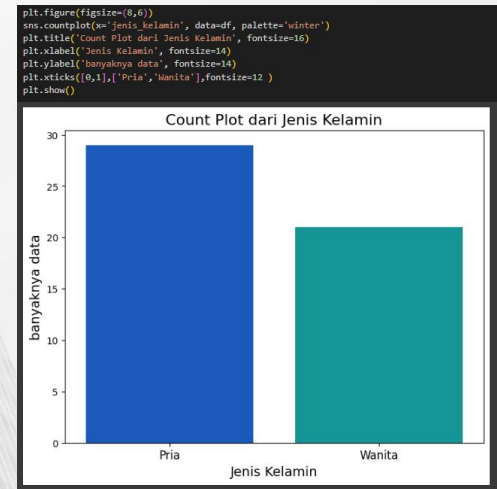 plt.figure(figsize=(8,6))
sns.countplot(x='jenis_kelamin', data=df, palette='winter')
plt.title('Count Plot dari Jenis Kelamin', fontsize=16)
plt.xlabel('Jenis Kelamin', fontsize=14)
plt.ylabel('banyaknya data', fontsize=14)
plt.xticks([0,1],['Pria','Wanita'],fontsize=12 )
plt.show()
Count Plot dari Jenis Kelamin
30
25
20
15
10
5
0
banyaknya data
Pria Wanita
Jenis Kelamin